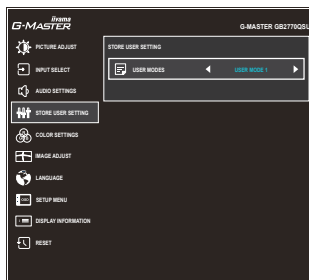 iiyama
G-MASTER
G-MASTER GB2770QSU
PICTURE ADJUST
INPUT SELECT
AUDIO SETTINGS
STORE USER SETTING
COLOR SETTINGS
IMAGE ADJUST
LANGUAGE
OSD
SETUP MENU
DISPLAY INFORMATION
RESET
STORE USER SETTING
USER MODES
USER MODE 1